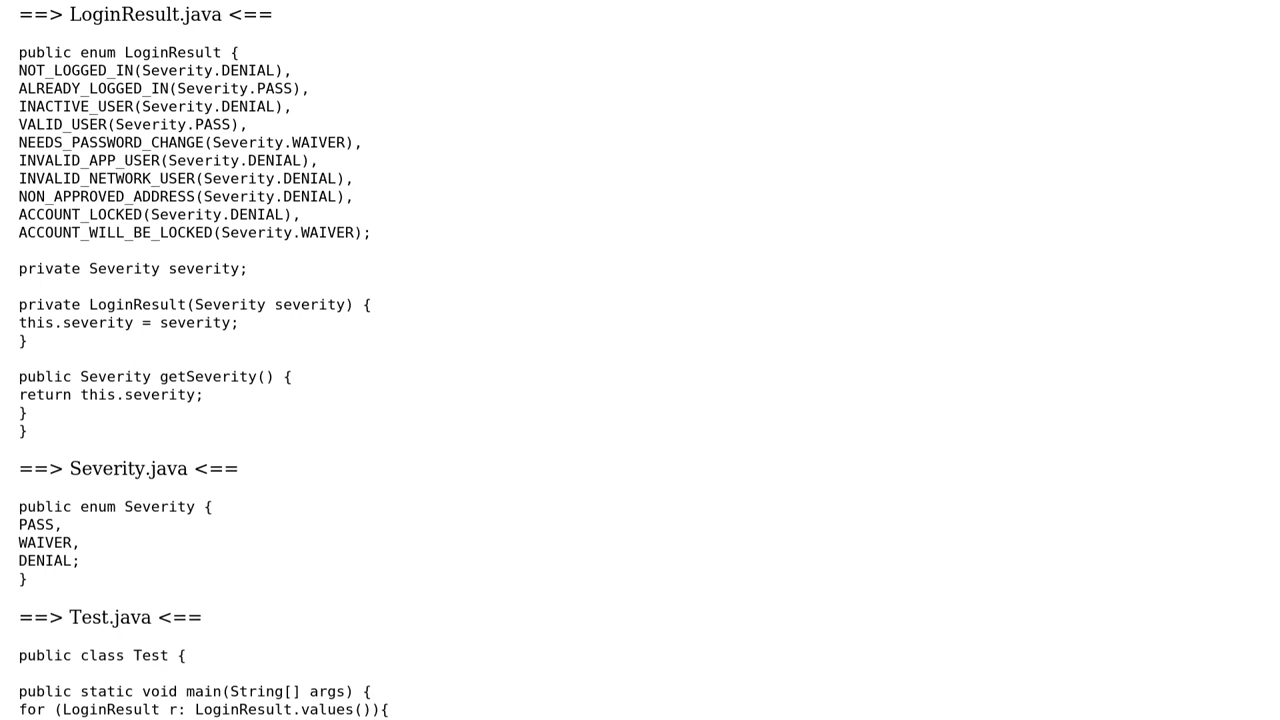 ==> LoginResult.java <==
public enum LoginResult {
NOT_LOGGED_IN(Severity.DENIAL),
ALREADY_LOGGED_IN(Severity.PASS),
INACTIVE_USER(Severity.DENIAL),
VALID_USER(Severity.PASS),
NEEDS_PASSWORD_CHANGE(Severity.WAIVER),
INVALID_APP_USER(Severity.DENIAL),
INVALID_NETWORK_USER(Severity.DENIAL),
NON_APPROVED_ADDRESS(Severity.DENIAL),
ACCOUNT_LOCKED(Severity.DENIAL),
ACCOUNT_WILL_BE_LOCKED(Severity.WAIVER);
private Severity severity;
private LoginResult(Severity severity) {
this.severity = severity;
}
public Severity getSeverity() {
return this.severity;
}
}
==> Severity.java <==
public enum Severity {
PASS,
WAIVER,
DENIAL;
}
==> Test.java <==
public class Test {
public static void main(String[] args) {
for (LoginResult r: LoginResult.values()){